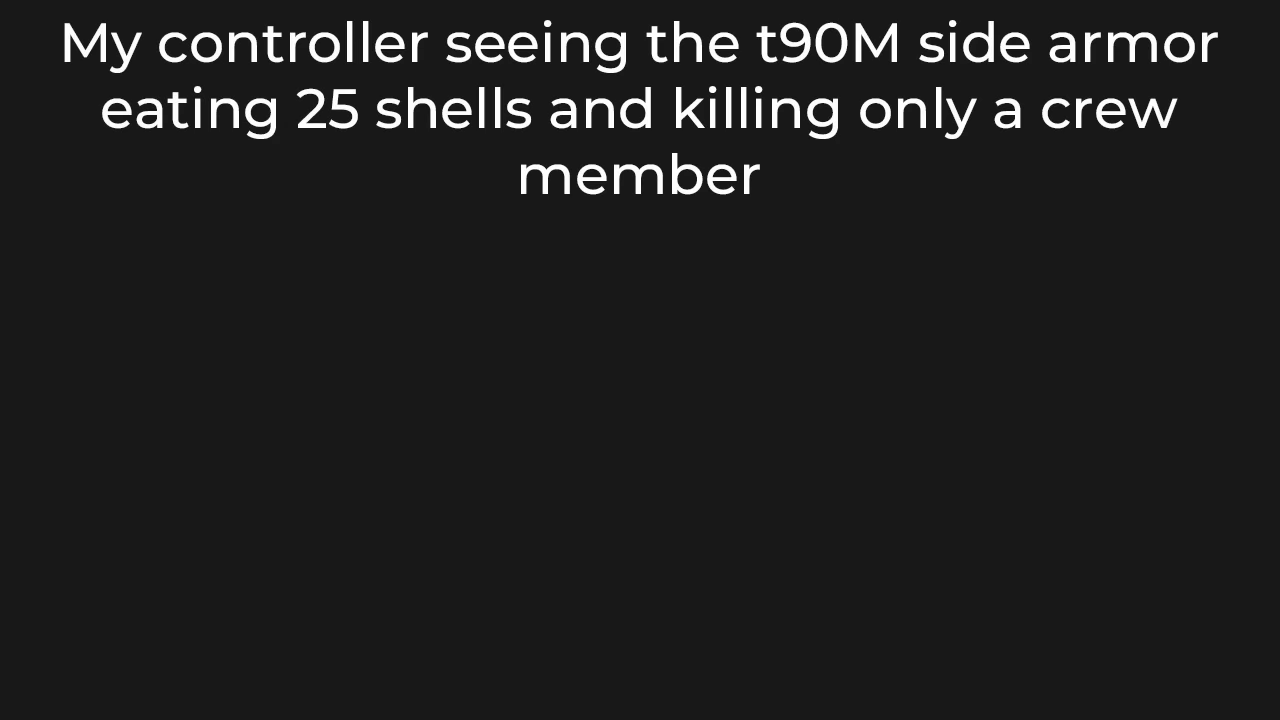 My controller seeing the t90M side armor
eating 25 shells and killing only a crew
member